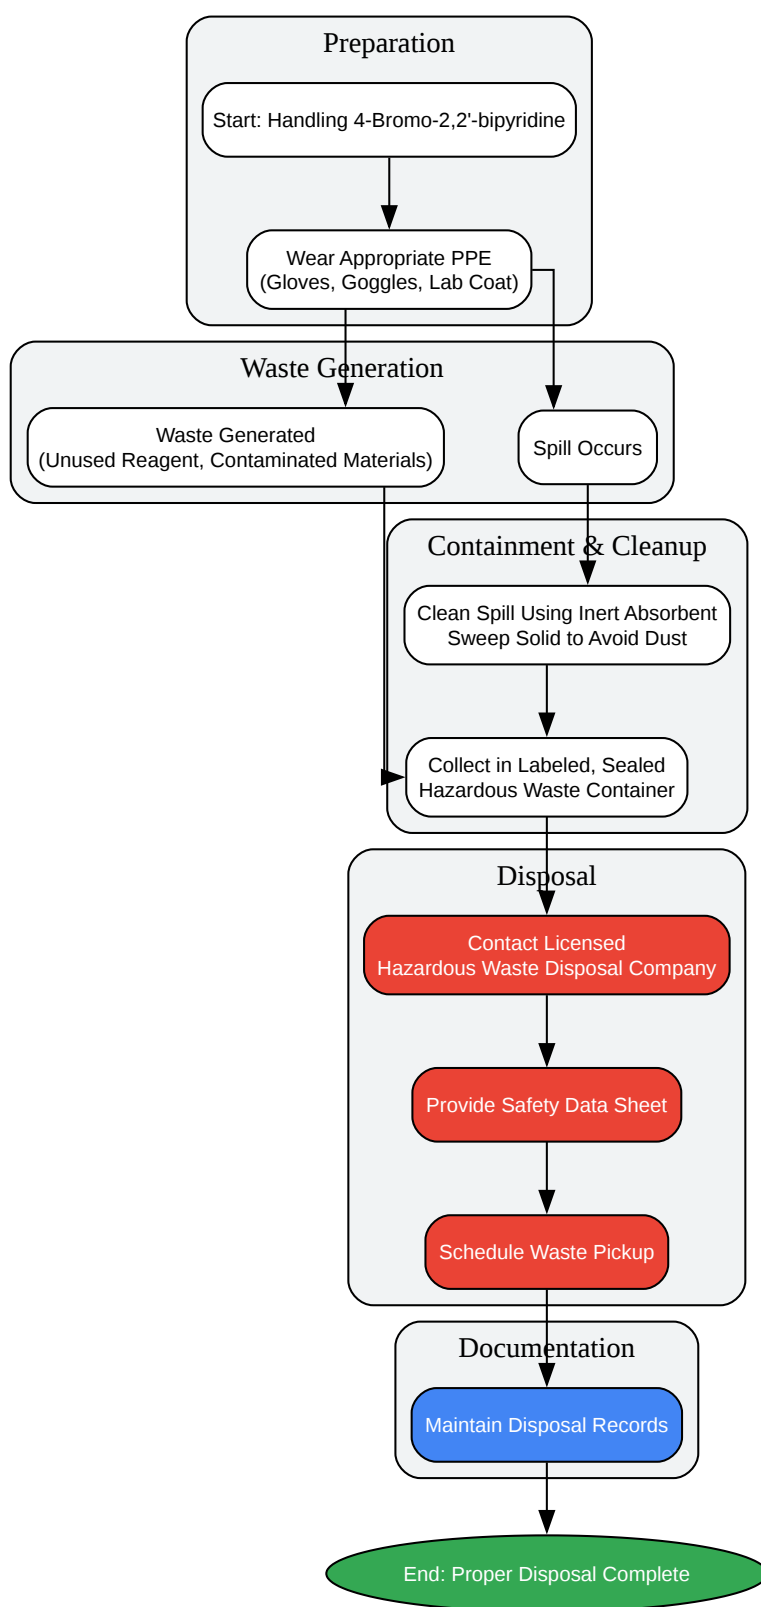 Preparation
Start: Handling 4-Bromo-2,2'-bipyridine
Wear Appropriate PPE
(Gloves, Goggles, Lab Coat)
Waste Generation
Waste Generated
(Unused Reagent, Contaminated Materials)
Spill Occurs
Containment & Cleanup
Clean Spill Using Inert Absorbent
Sweep Solid to Avoid Dust
Collect in Labeled, Sealed
Hazardous Waste Container
Disposal
Contact Licensed
Hazardous Waste Disposal Company
Provide Safety Data Sheet
Schedule Waste Pickup
Documentation
Maintain Disposal Records
End: Proper Disposal Complete